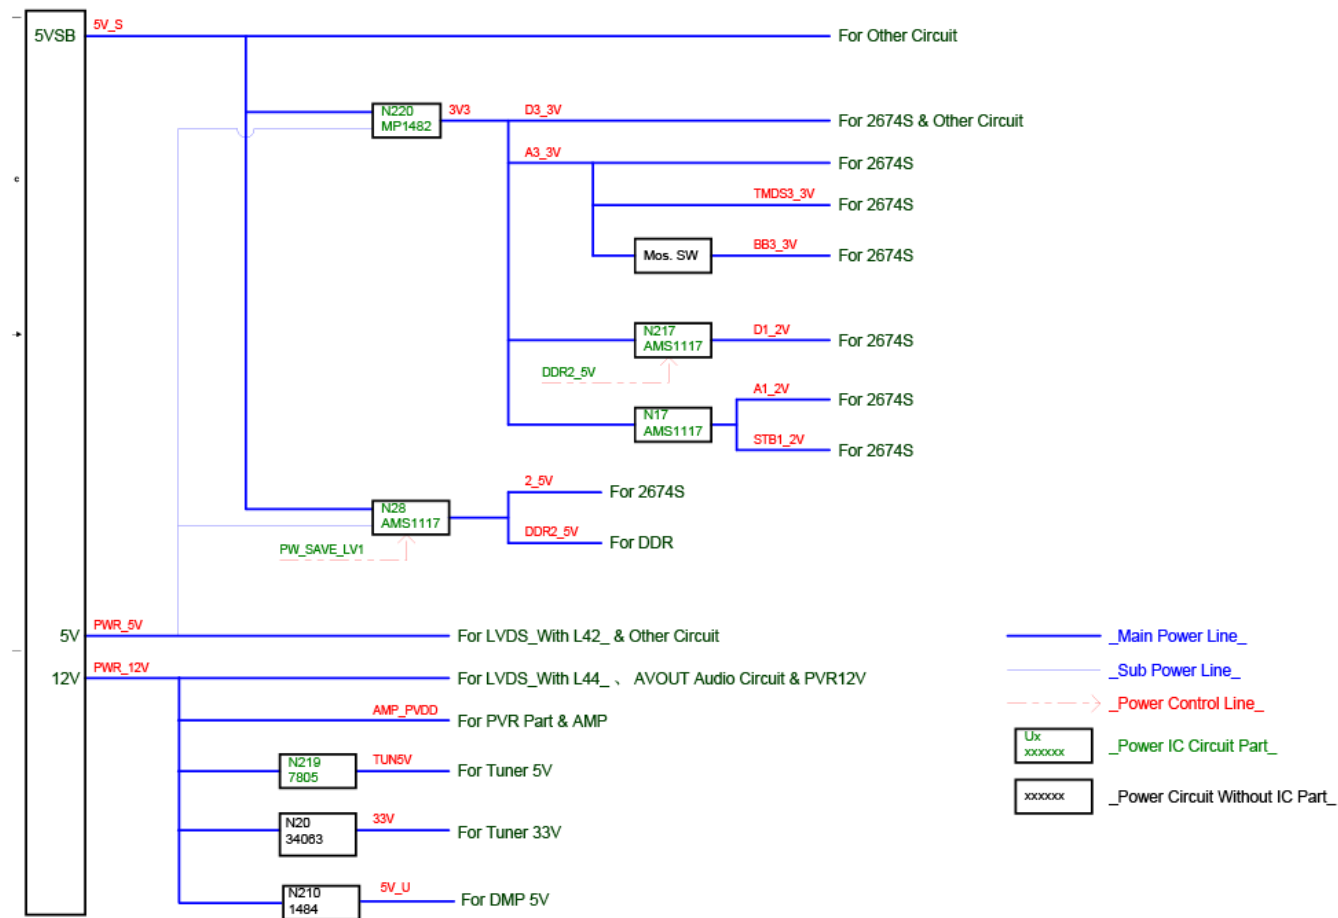 5VSB
5V_S
For Other Circuit
N220
MP1482
3V3
D3_3V
For 2674S & Other Circuit
A3_3V
For 2674S
TMDS3_3V
For 2674S
Mos. SW
BB3_3V
For 2674S
N217
AMS1117
D1_2V
For 2674S
DDR2_5V
N17
AMS1117
A1_2V
For 2674S
STB1_2V
For 2674S
N28
AMS1117
2_5V
For 2674S
DDR2_5V
For DDR
PW_SAVE_LV1
5V
PWR_5V
For LVDS_With L42_ & Other Circuit
12V
PWR_12V
For LVDS_With L44_ 、 AVOUT Audio Circuit & PVR12V
AMP_PVDD
For PVR Part & AMP
N219
7805
TUN5V
For Tuner 5V
N20
34063
33V
For Tuner 33V
N210
1484
5V_U
For DMP 5V
_Main Power Line_
_Sub Power Line_
_Power Control Line_
Ux
xxxxxx
_Power IC Circuit Part_
xxxxxx
_Power Circuit Without IC Part_
c